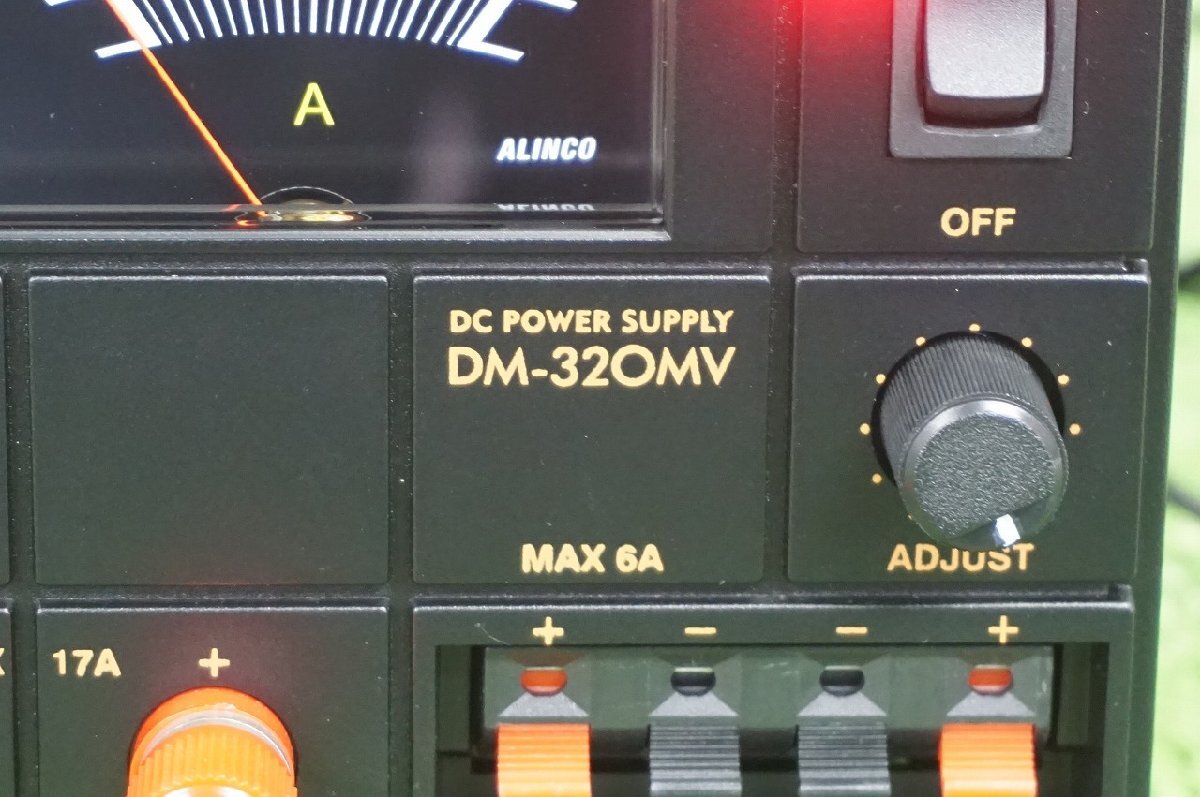 A
ALINCO
OFF
DC POWER SUPPLY
DM-320MV
MAX 6A
ADJUST
+ - - +
17A +